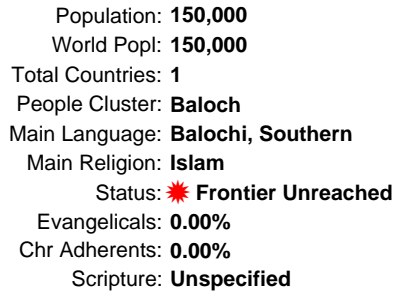 Population: 150,000
World Popl: 150,000
Total Countries: 1
People Cluster: Baloch
Main Language: Balochi, Southern
Main Religion: Islam
Status: Frontier Unreached
Evangelicals: 0.00%
Chr Adherents: 0.00%
Scripture: Unspecified